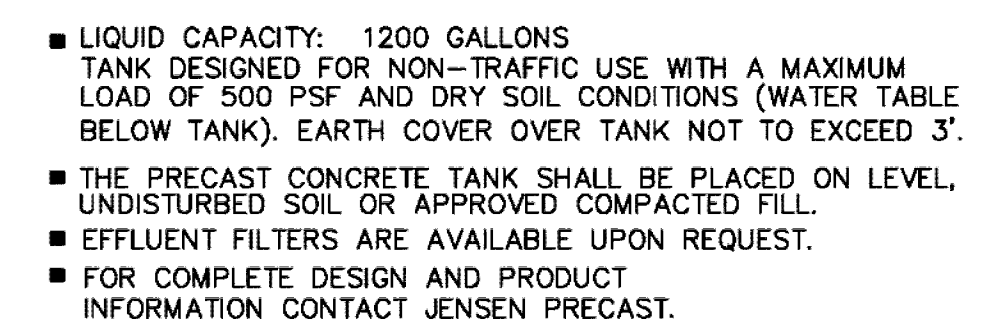 ■ LIQUID CAPACITY: 1200 GALLONS
TANK DESIGNED FOR NON-TRAFFIC USE WITH A MAXIMUM
LOAD OF 500 PSF AND DRY SOIL CONDITIONS (WATER TABLE
BELOW TANK). EARTH COVER OVER TANK NOT TO EXCEED 3'.
■ THE PRECAST CONCRETE TANK SHALL BE PLACED ON LEVEL,
UNDISTURBED SOIL OR APPROVED COMPACTED FILL.
■ EFFLUENT FILTERS ARE AVAILABLE UPON REQUEST.
■ FOR COMPLETE DESIGN AND PRODUCT
INFORMATION CONTACT JENSEN PRECAST.